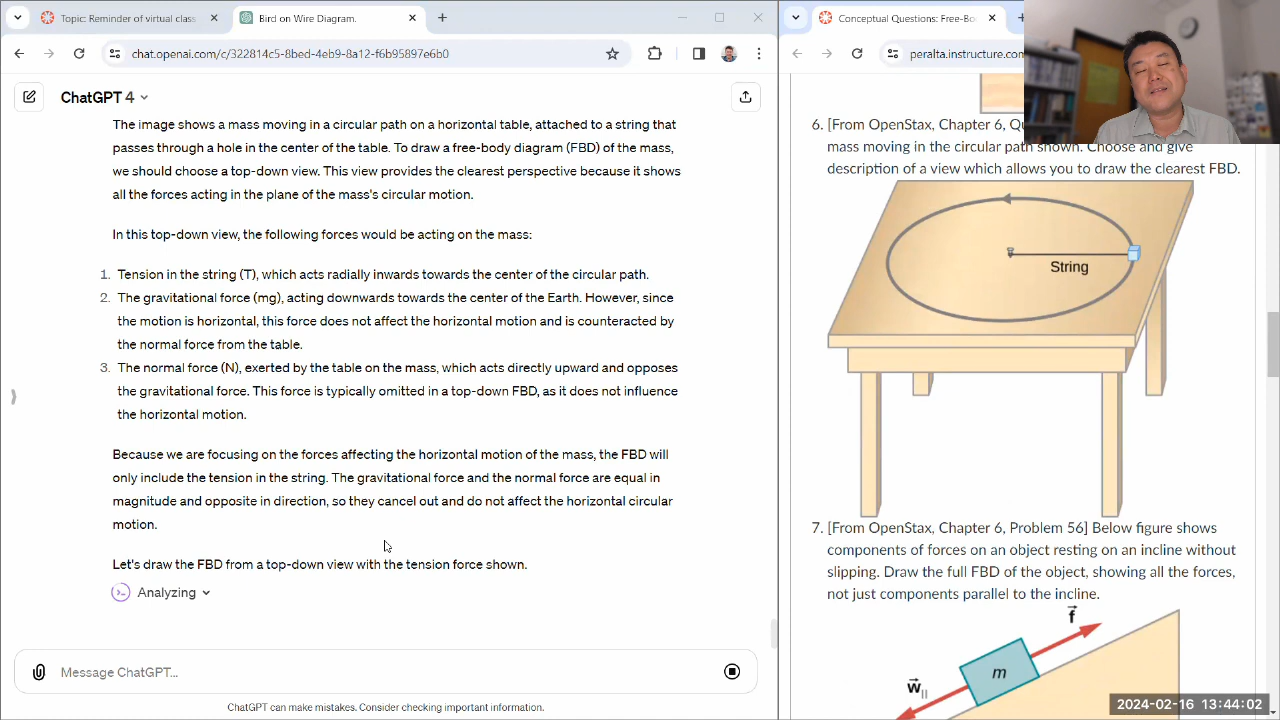 Topic: Reminder of virtual class
Bird on Wire Diagram.
Conceptual Questions: Free-Bo
chat.openai.com/c/322814c5-8bed-4eb9-8a12-f6b95897e6b0
peralta.instructure.com
ChatGPT 4
The image shows a mass moving in a circular path on a horizontal table, attached to a string that
passes through a hole in the center of the table. To draw a free-body diagram (FBD) of the mass,
we should choose a top-down view. This view provides the clearest perspective because it shows
all the forces acting in the plane of the mass's circular motion.
In this top-down view, the following forces would be acting on the mass:
1. Tension in the string (T), which acts radially inwards towards the center of the circular path.
2. The gravitational force (mg), acting downwards towards the center of the Earth. However, since
the motion is horizontal, this force does not affect the horizontal motion and is counteracted by
the normal force from the table.
3. The normal force (N), exerted by the table on the mass, which acts directly upward and opposes
the gravitational force. This force is typically omitted in a top-down FBD, as it does not influence
the horizontal motion.
Because we are focusing on the forces affecting the horizontal motion of the mass, the FBD will
only include the tension in the string. The gravitational force and the normal force are equal in
magnitude and opposite in direction, so they cancel out and do not affect the horizontal circular
motion.
Let's draw the FBD from a top-down view with the tension force shown.
Analyzing
Message ChatGPT...
ChatGPT can make mistakes. Consider checking important information.
6. [From OpenStax, Chapter 6, Qu
mass moving in the circular path shown. Choose and give
description of a view which allows you to draw the clearest FBD.
String
7. [From OpenStax, Chapter 6, Problem 56] Below figure shows
components of forces on an object resting on an incline without
slipping. Draw the full FBD of the object, showing all the forces,
not just components parallel to the incline.
f
m
w||
2024-02-16 13:44:02